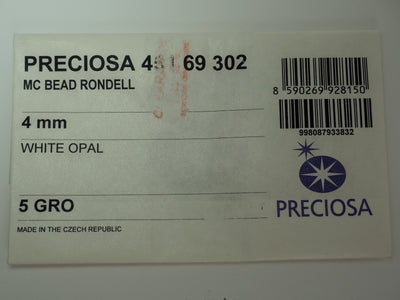 PRECIOSA 451 69 302
MC BEAD RONDELL
8 590269 928150
4 mm
998087933832
WHITE OPAL
5 GRO
PRECIOSA
MADE IN THE CZECH REPUBLIC